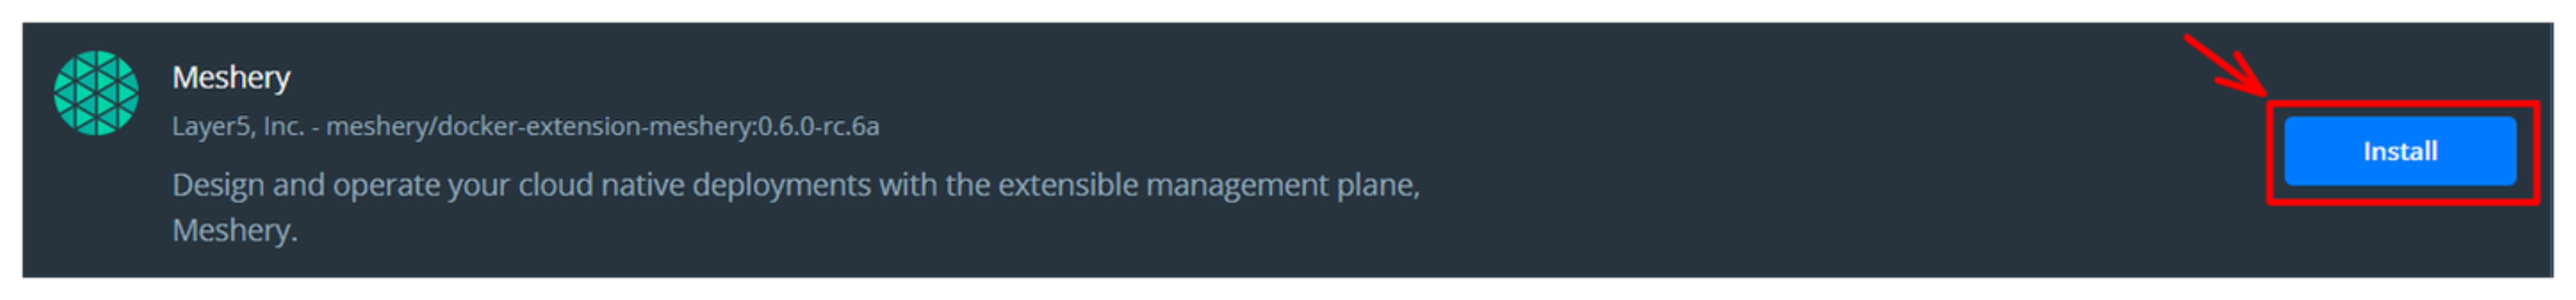 Meshery
Layer5, Inc. - meshery/docker-extension-meshery:0.6.0-rc.6a
Install
Design and operate your cloud native deployments with the extensible management plane,
Meshery.